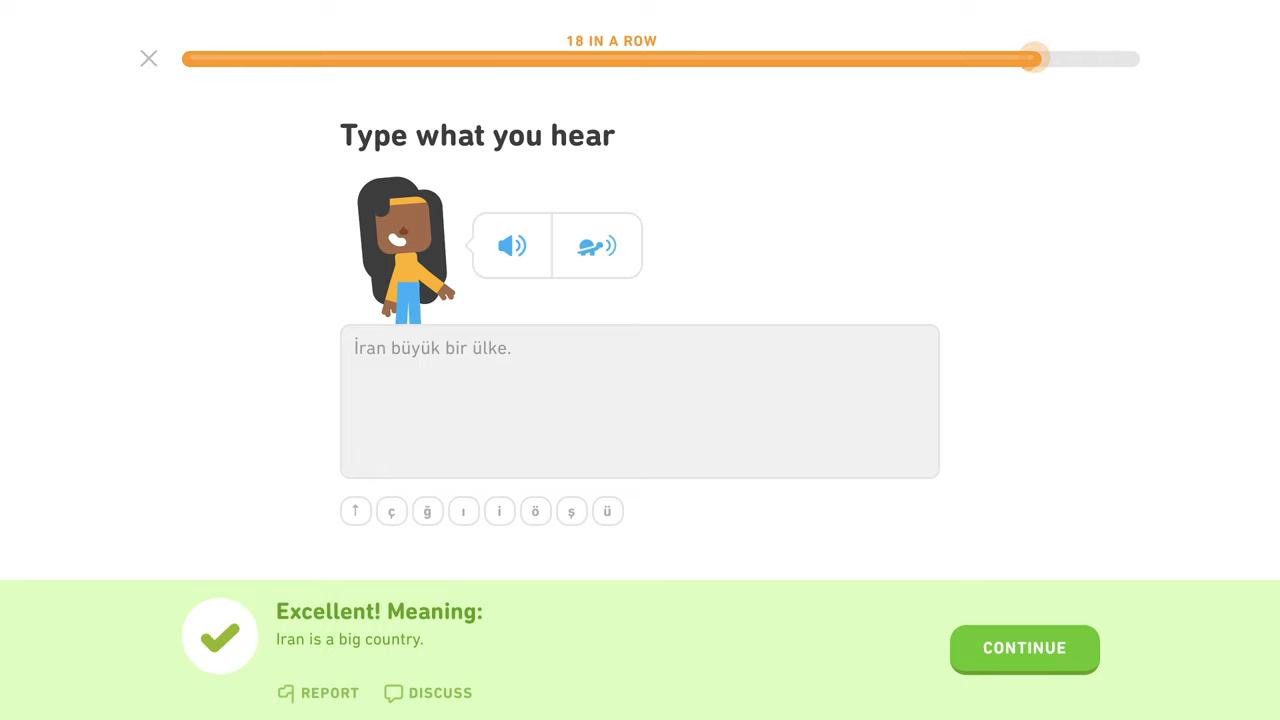 18 IN A ROW
Type what you hear
İran büyük bir ülke.
↑ ç ğ ı i ö ş ü
Excellent! Meaning:
Iran is a big country.
CONTINUE
REPORT DISCUSS